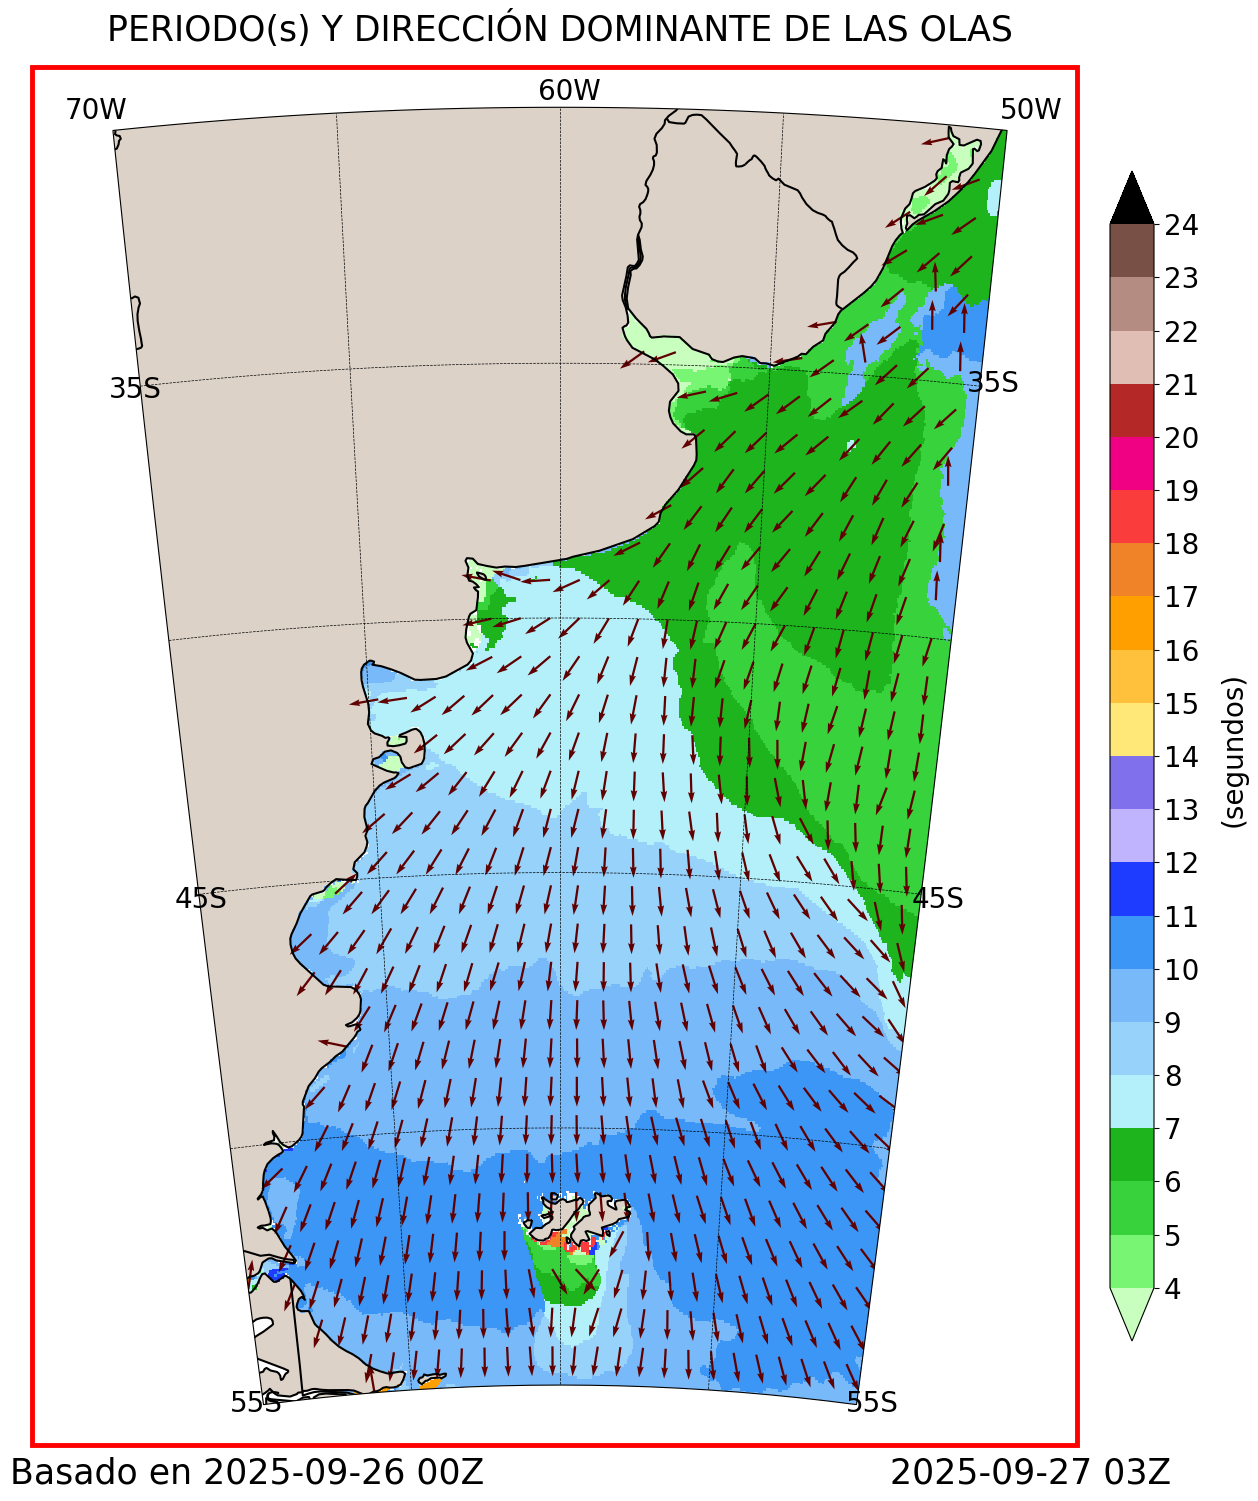 PERIODO(s) Y DIRECCIÓN DOMINANTE DE LAS OLAS
70W
60W
50W
35S
35S
45S
45S
55S
55S
24
23
22
21
20
19
18
17
16
15
14
13
12
11
10
9
8
7
6
5
4
(segundos)
Basado en 2025-09-26 00Z
2025-09-27 03Z